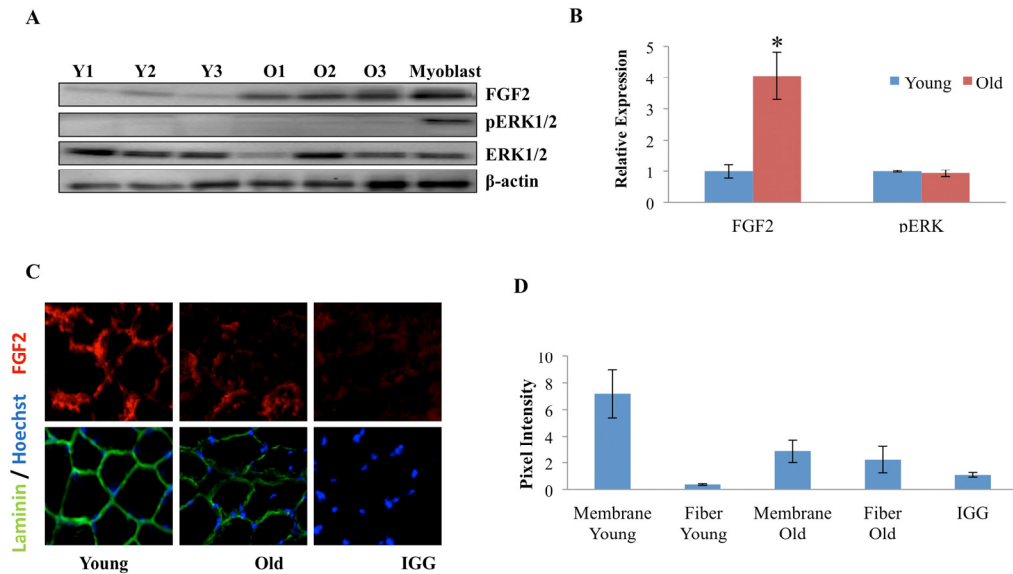 A
Y1 Y2 Y3 O1 O2 O3 Myoblast
FGF2
pERK1/2
ERK1/2
β-actin
B
Relative Expression
5
4
3
2
1
0
*
Young Old
FGF2 pERK
C
FGF2
Laminin / Hoechst
Young Old IGG
D
Pixel Intensity
10
8
6
4
2
0
Membrane Fiber Membrane Fiber IGG
Young Young Old Old